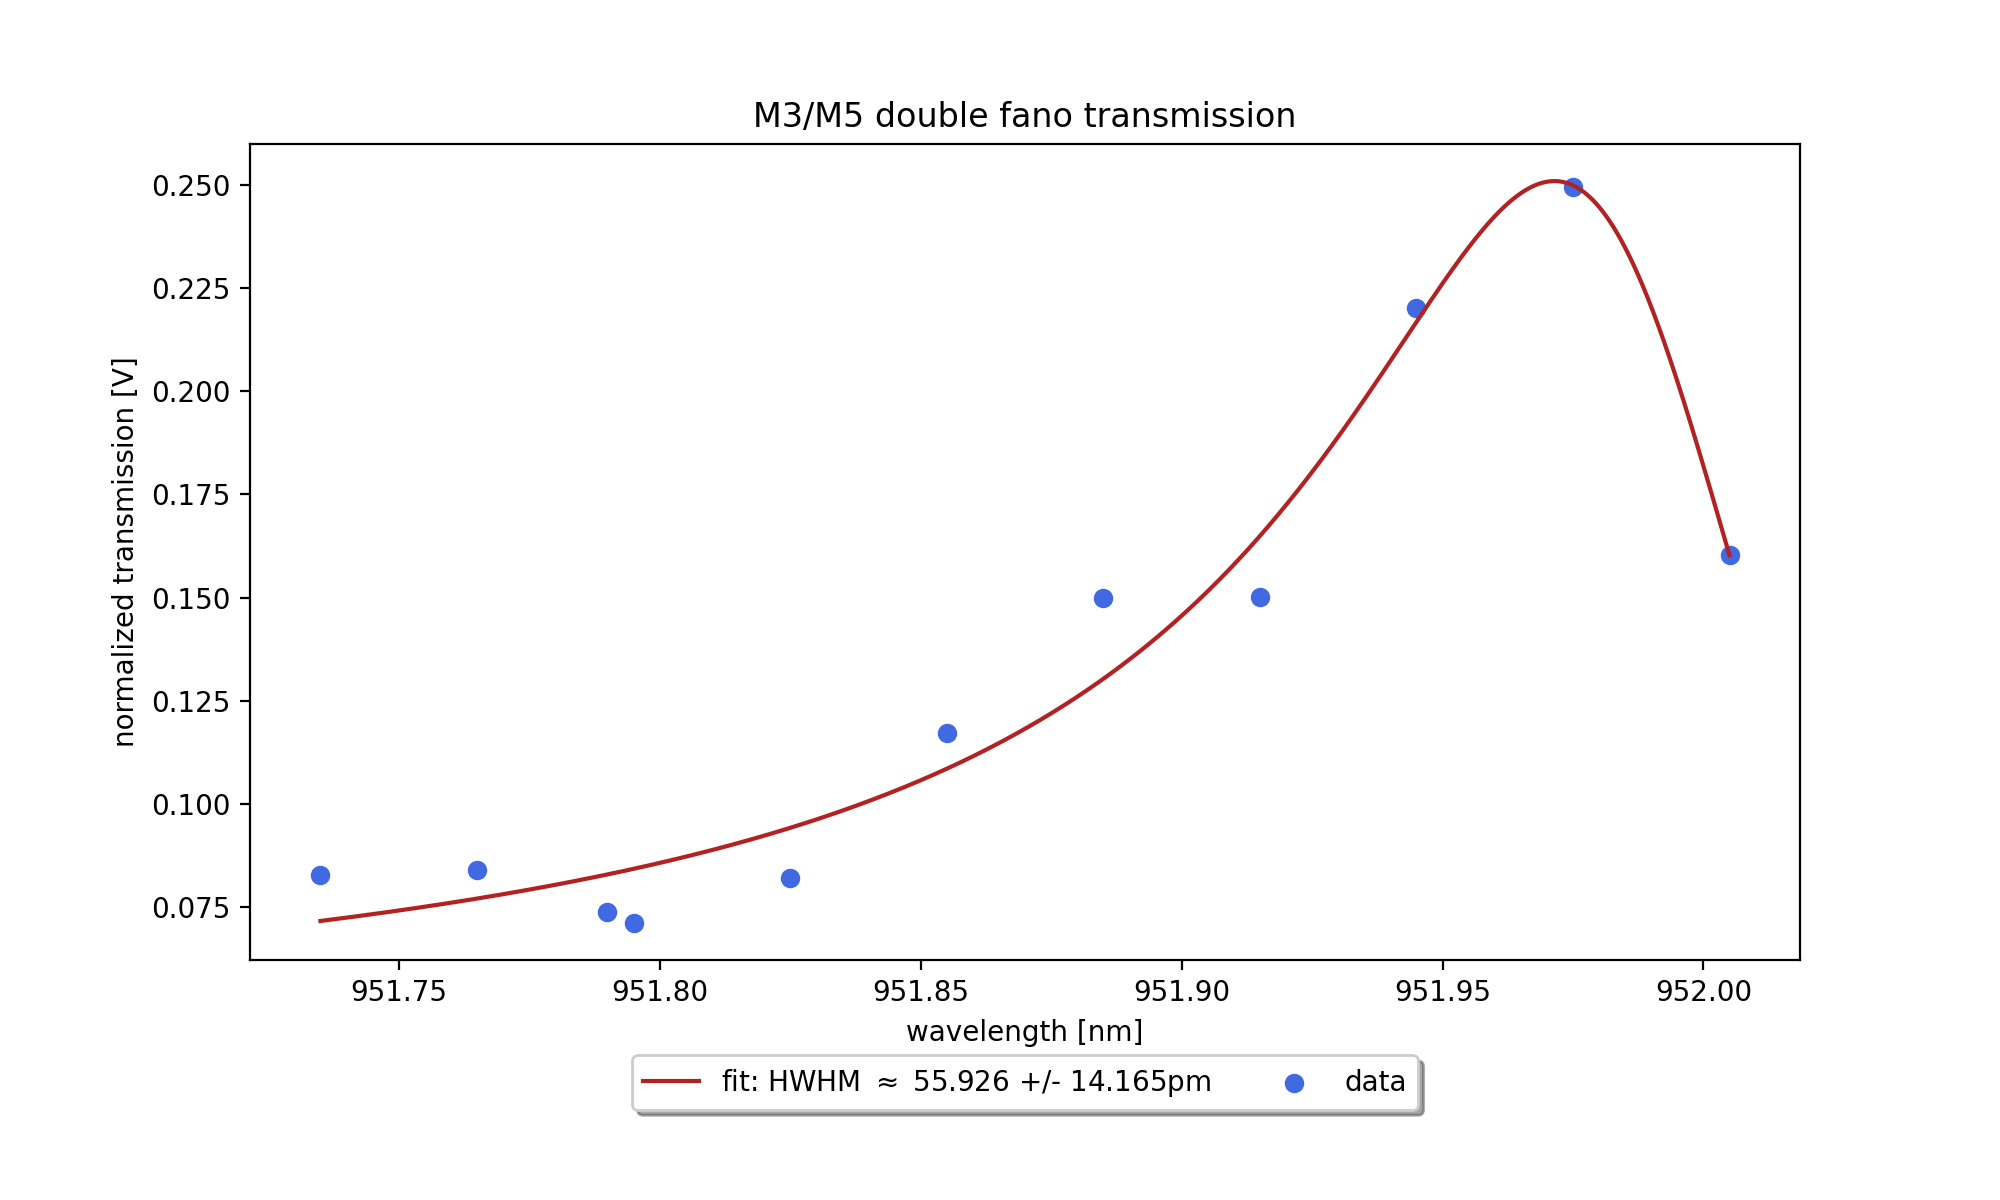 M3/M5 double fano transmission
normalized transmission [V]
0.250
0.225
0.200
0.175
0.150
0.125
0.100
0.075
951.75 951.80 951.85 951.90 951.95 952.00
wavelength [nm]
fit: HWHM ≈ 55.926 +/- 14.165pm data